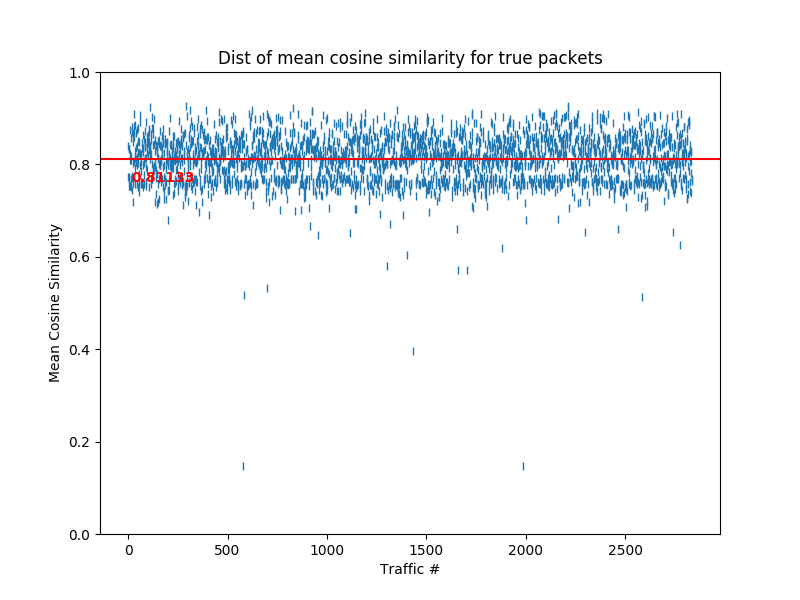 Dist of mean cosine similarity for true packets
1.0
0.8
0.81133
0.6
0.4
0.2
0.0
Mean Cosine Similarity
0 500 1000 1500 2000 2500
Traffic #